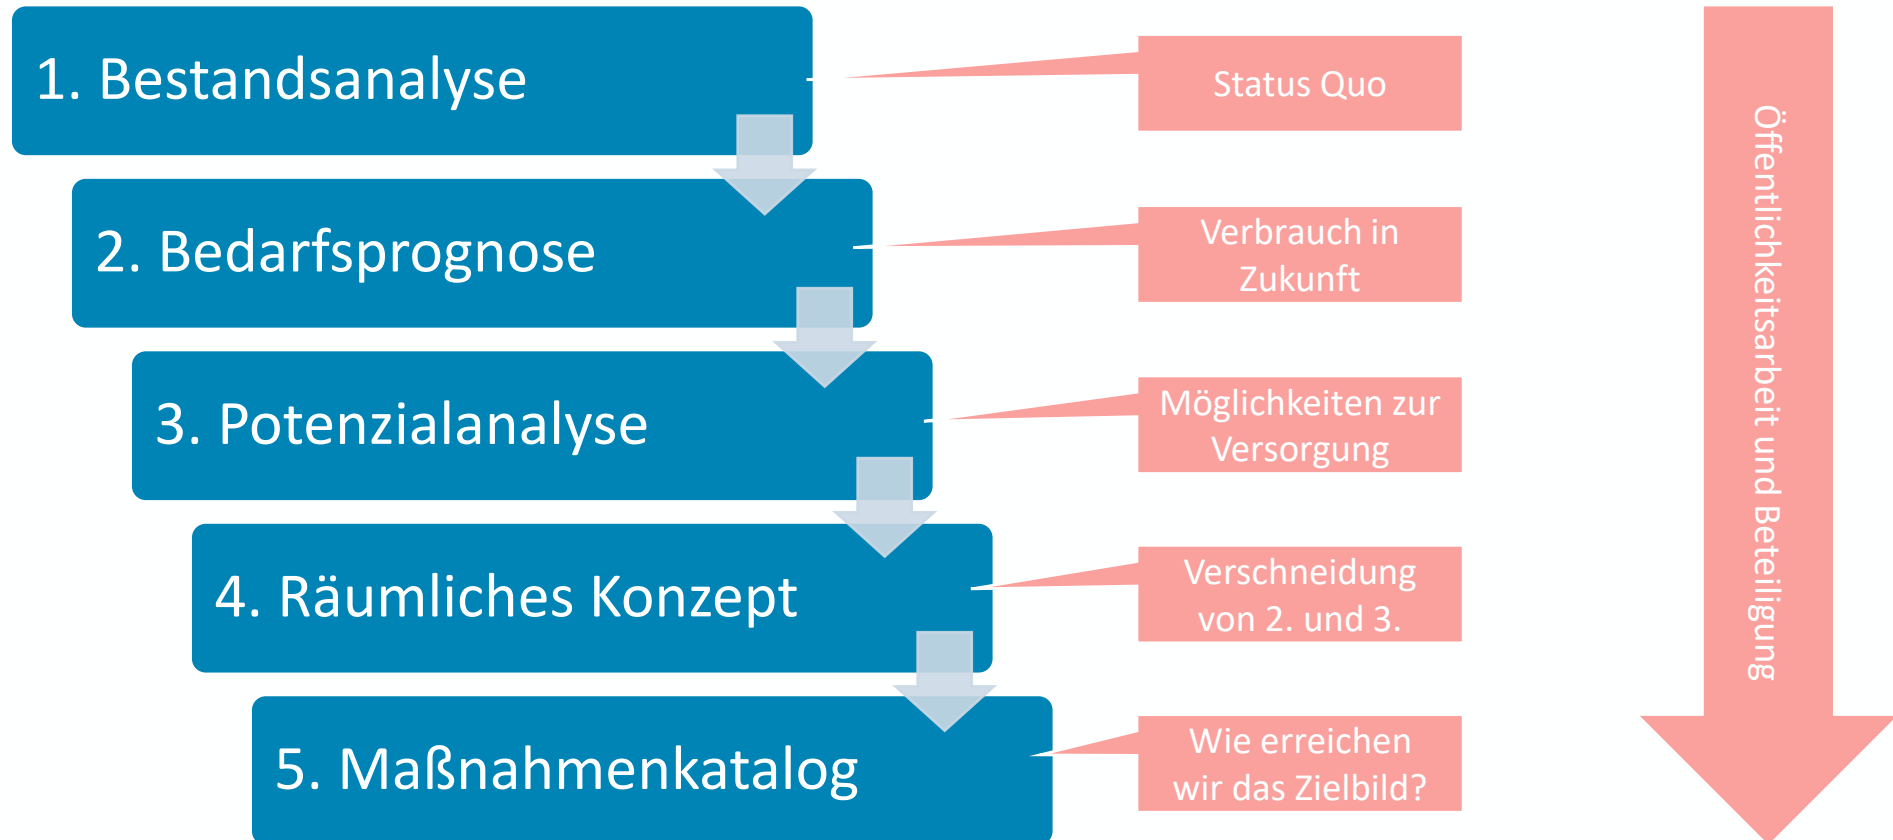 1. Bestandsanalyse
Status Quo
2. Bedarfsprognose
Verbrauch in
Zukunft
3. Potenzialanalyse
Möglichkeiten zur
Versorgung
4. Räumliches Konzept
Verschneidung
von 2. und 3.
5. Maßnahmenkatalog
Wie erreichen
wir das Zielbild?
Öffentlichkeitsarbeit und Beteiligung